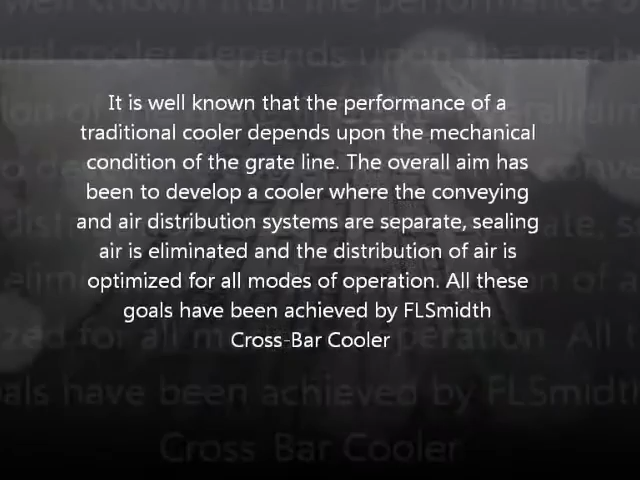 It is well known that the performance of a
traditional cooler depends upon the mechanical
condition of the grate line. The overall aim has
been to develop a cooler where the conveying
and air distribution systems are separate, sealing
air is eliminated and the distribution of air is
optimized for all modes of operation. All these
goals have been achieved by FLSmidth
Cross-Bar Cooler